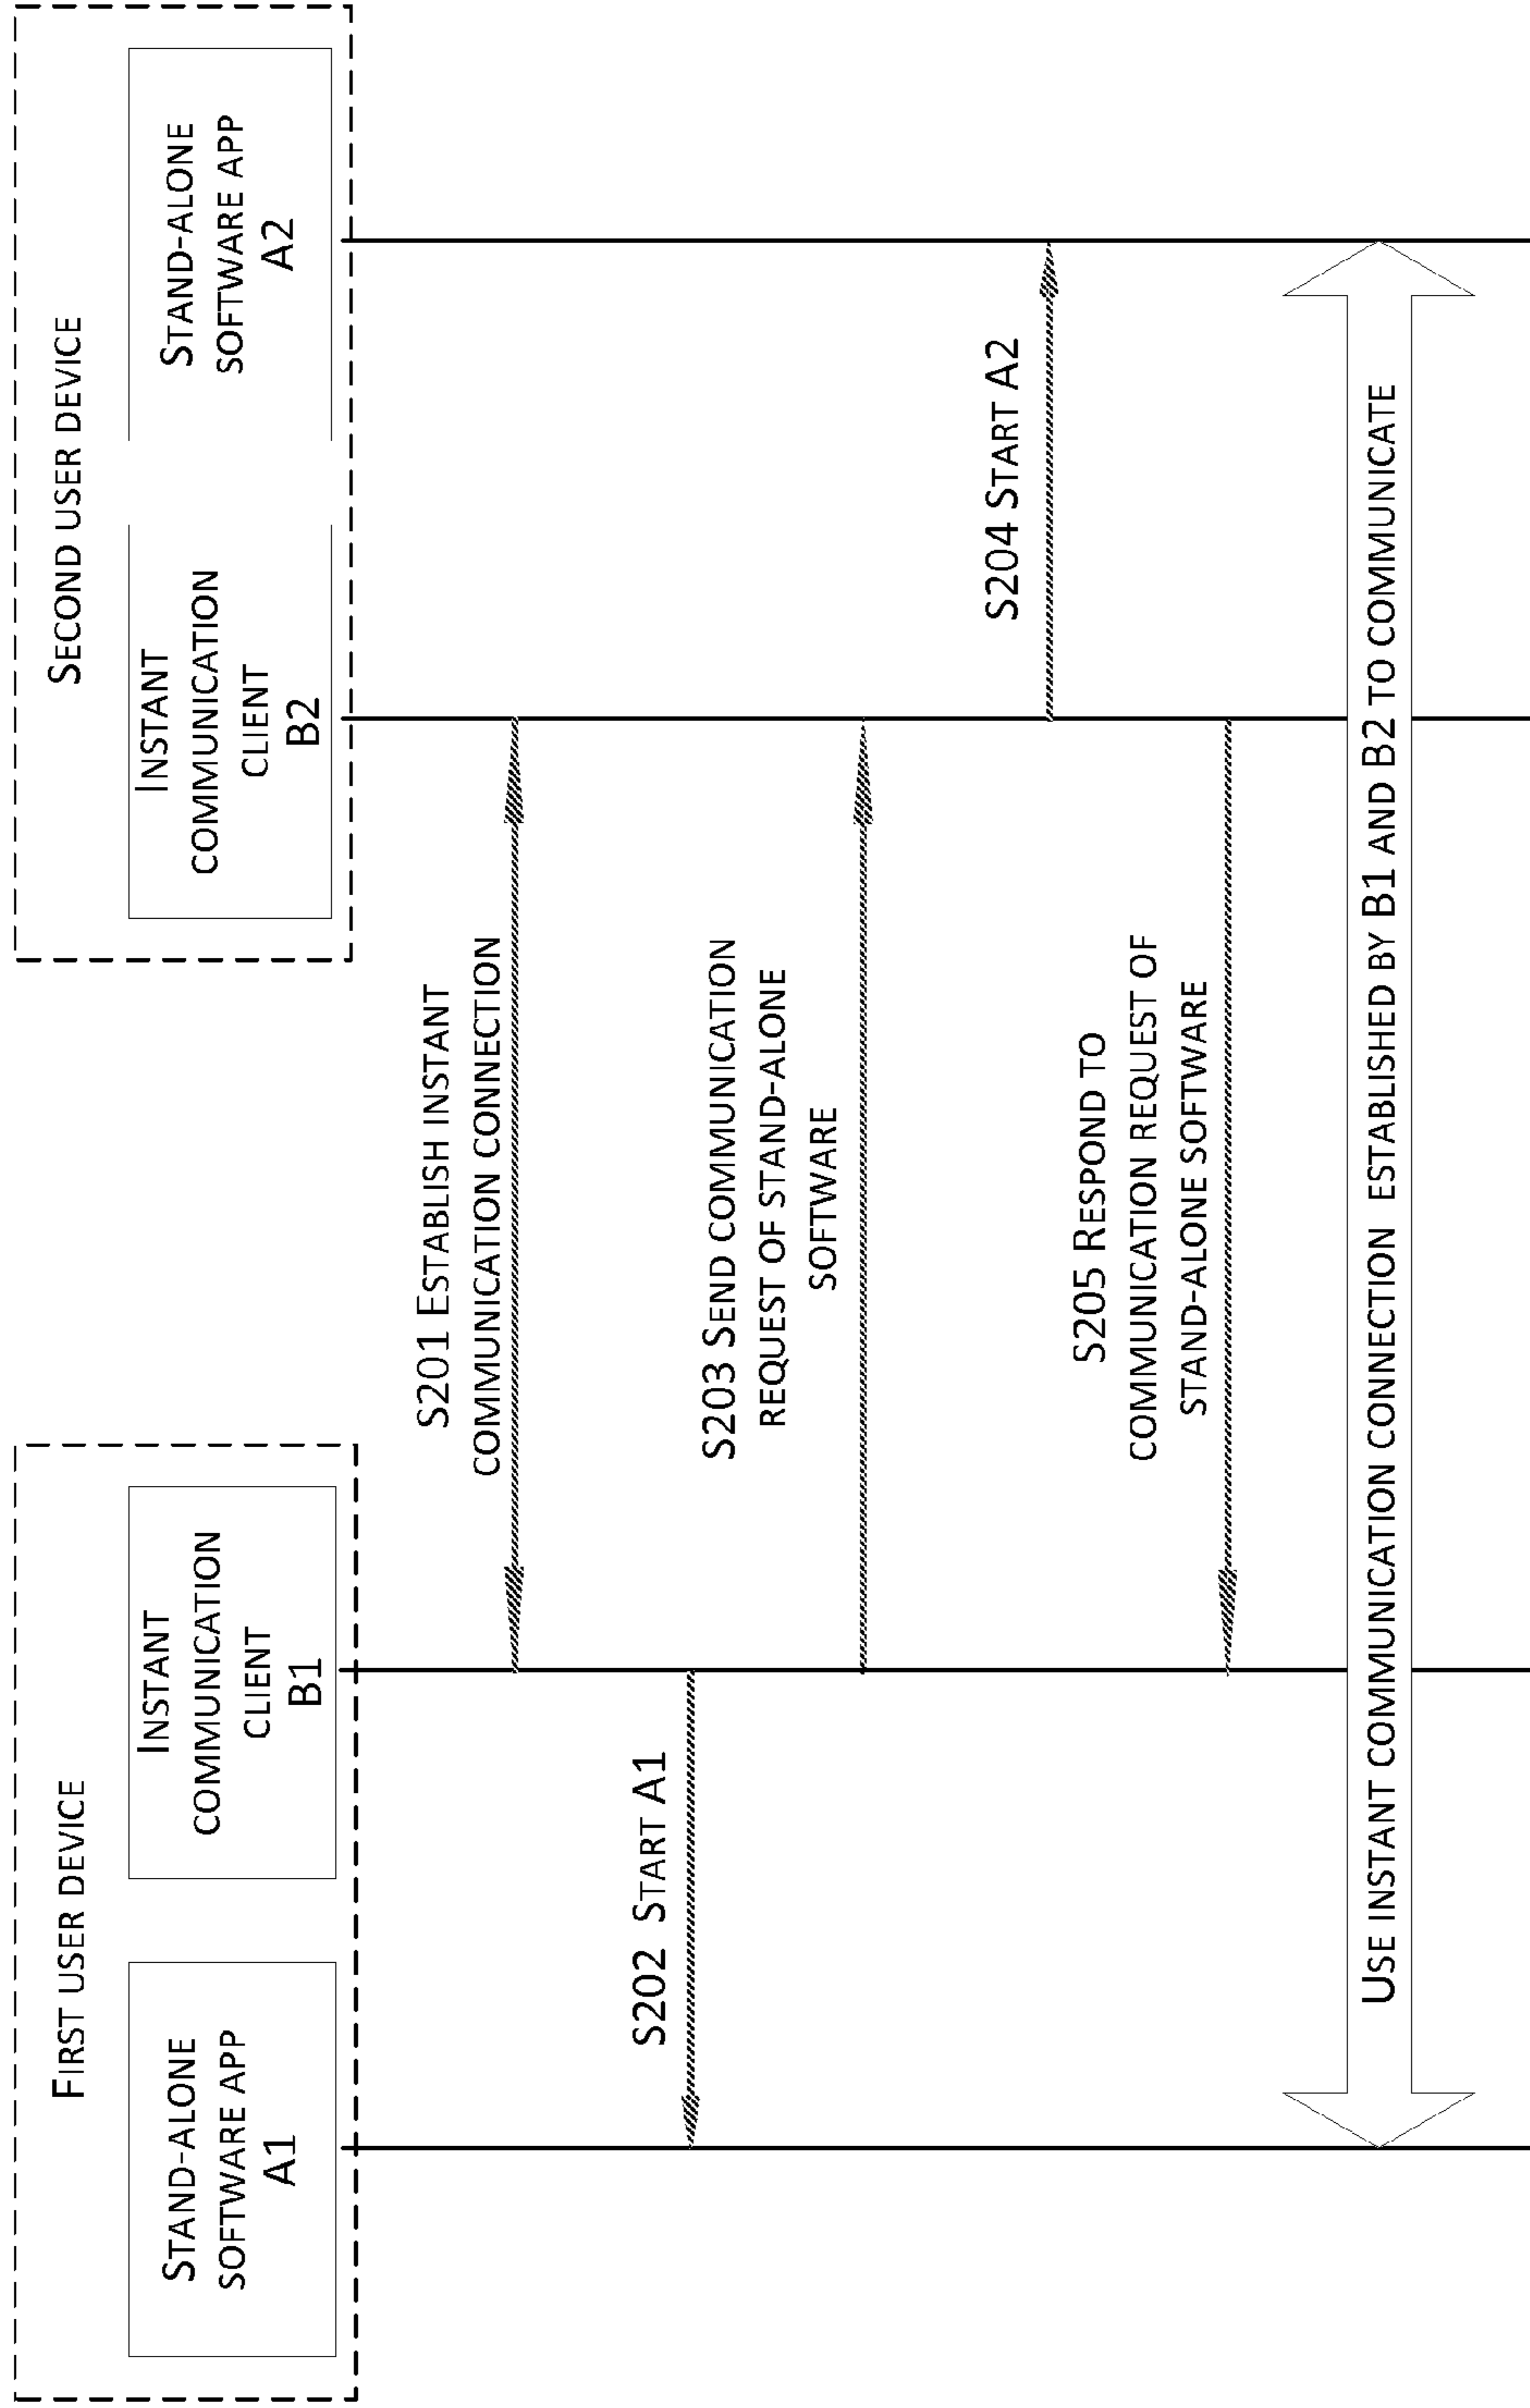 First user device
Stand-alone
software app
A1
Instant
communication
client
B1
Second user device
Instant
communication
client
B2
Stand-alone
software app
A2
S201 Establish instant
communication connection
S202 Start A1
S203 Send communication
request of stand-alone
software
S204 Start A2
S205 Respond to
communication request of
stand-alone software
Use instant communication connection established by B1 and B2 to communicate